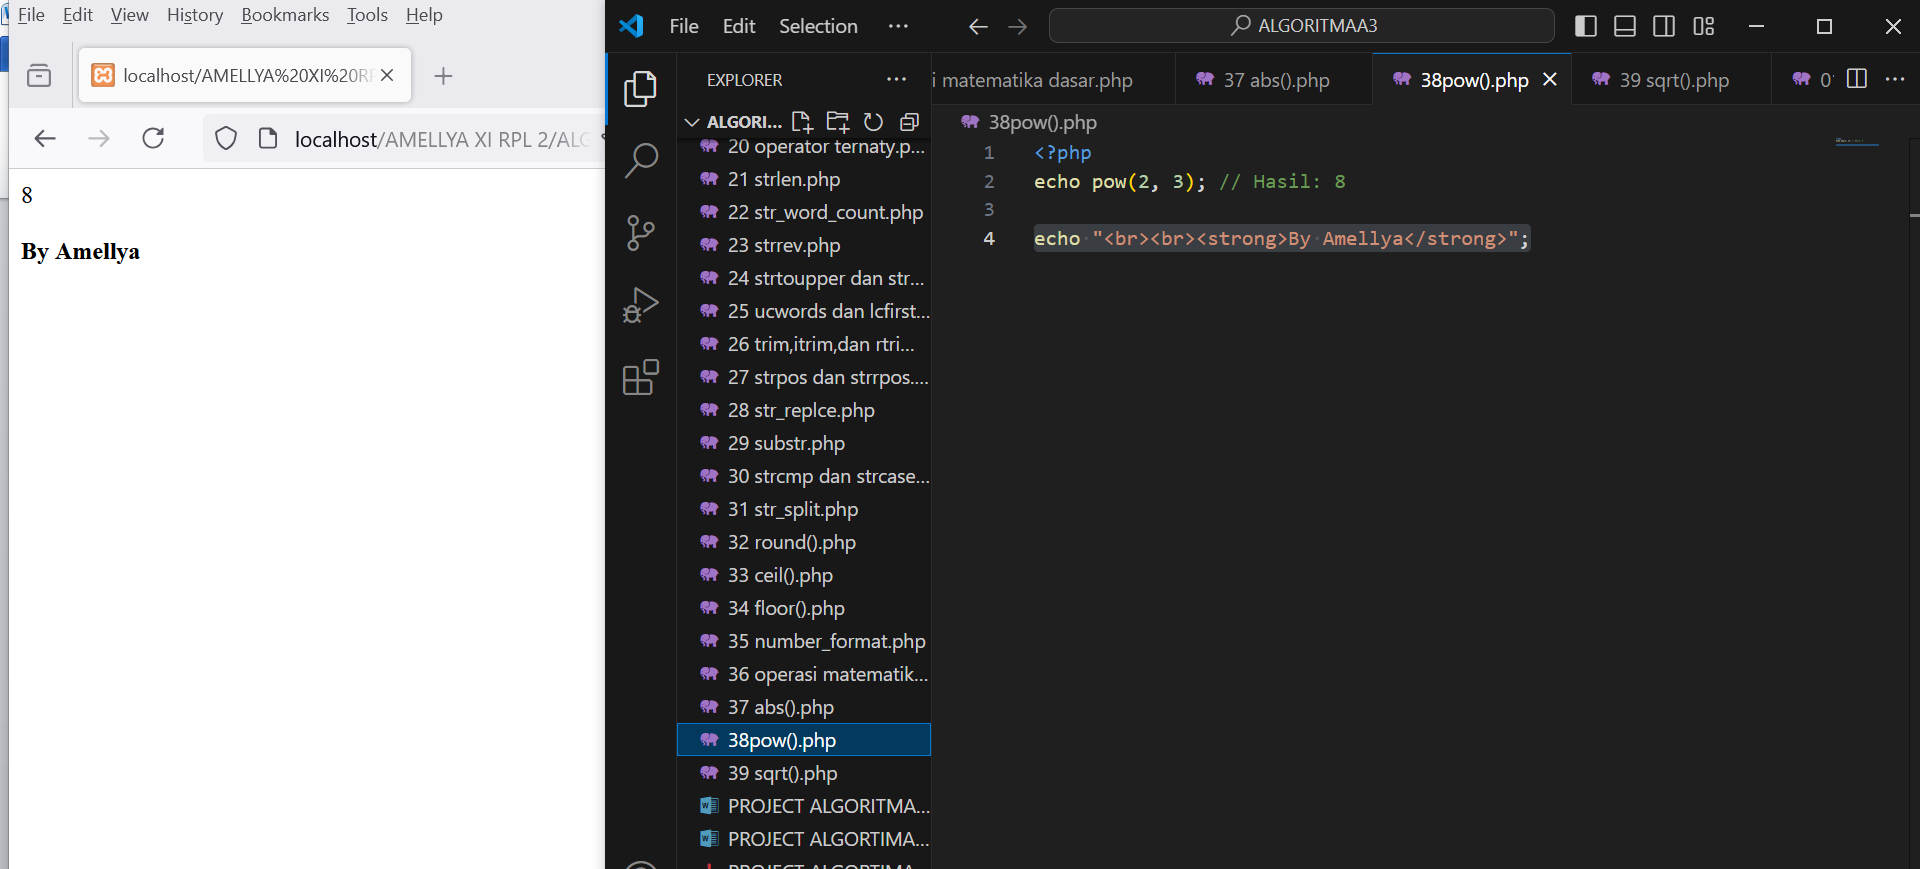 File Edit View History Bookmarks Tools Help
localhost/AMELLYA%20XI%20RP
localhost/AMELLYA XI RPL 2/ALG
8
By Amellya
File Edit Selection ···
ALGORITMAA3
EXPLORER ···
ALGORI...
20 operator ternaty.p...
21 strlen.php
22 str_word_count.php
23 strrev.php
24 strtoupper dan str...
25 ucwords dan lcfirst...
26 trim,itrim,dan rtri...
27 strpos dan strrpos....
28 str_replce.php
29 substr.php
30 strcmp dan strcase...
31 str_split.php
32 round().php
33 ceil().php
34 floor().php
35 number_format.php
36 operasi matematik...
37 abs().php
38pow().php
39 sqrt().php
PROJECT ALGORITMA...
PROJECT ALGORTIMA...
i matematika dasar.php 37 abs().php 38pow().php 39 sqrt().php 0 ···
38pow().php
1 <?php
2 echo pow(2, 3); // Hasil: 8
3
4 echo "<br><br><strong>By Amellya</strong>";